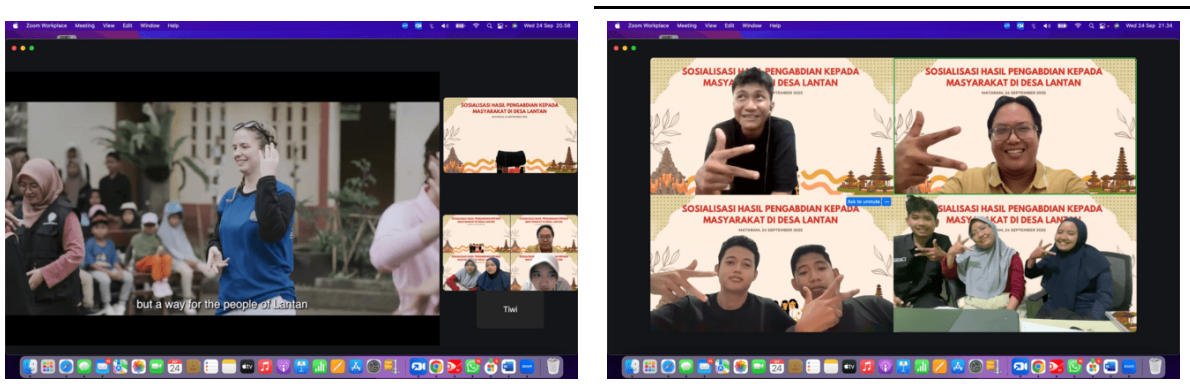 Zoom Workplace Meeting View Edit Window Help
Wed 24 Sep 20.58
but a way for the people of Lantan
SOSIALISASI HASIL PENGABDIAN KEPADA
MASYARAKAT DI DESA LANTAN
Tiwi
24
tv
Zoom Workplace Meeting View Edit Window Help
Wed 24 Sep 21.34
SOSIALISASI HASIL PENGABDIAN KEPADA
MASYARAKAT DI DESA LANTAN
SOSIALISASI HASIL PENGABDIAN KEPADA
MASYARAKAT DI DESA LANTAN
MATARAM, 24 SEPTEMBER 2025
Ask to unmute
SOSIALISASI HASIL PENGABDIAN KEPADA
MASYARAKAT DI DESA LANTAN
MATARAM, 24 SEPTEMBER 2025
SOSIALISASI HASIL PENGABDIAN KEPADA
MASYARAKAT DI DESA LANTAN
MATARAM, 24 SEPTEMBER 2025
24
tv